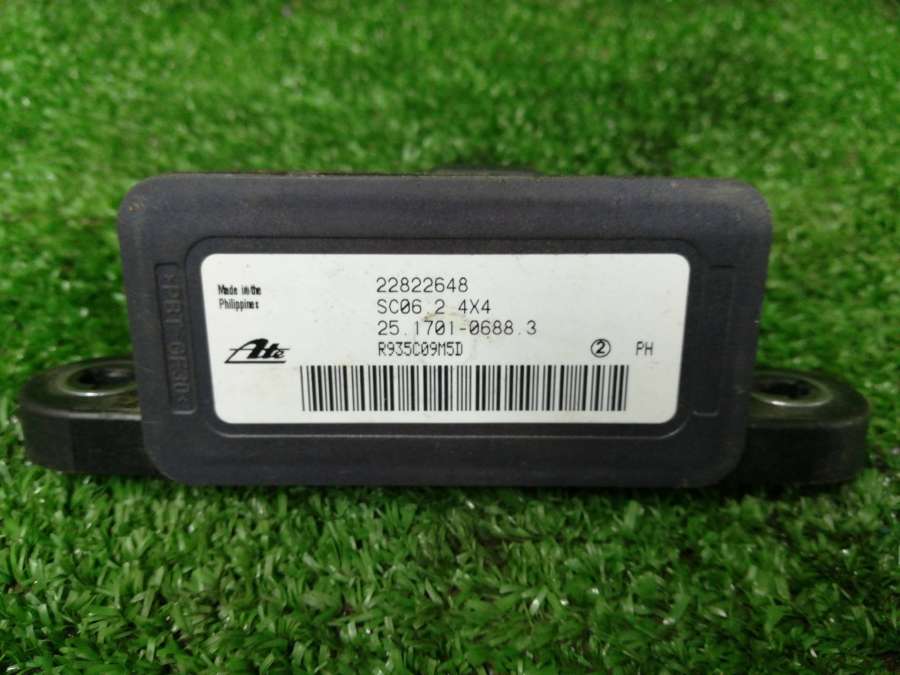 Made in the
Philippines
22822648
SC06 2 4X4
25.1701-0688.3
Ate
R935C09M5D
2 PH